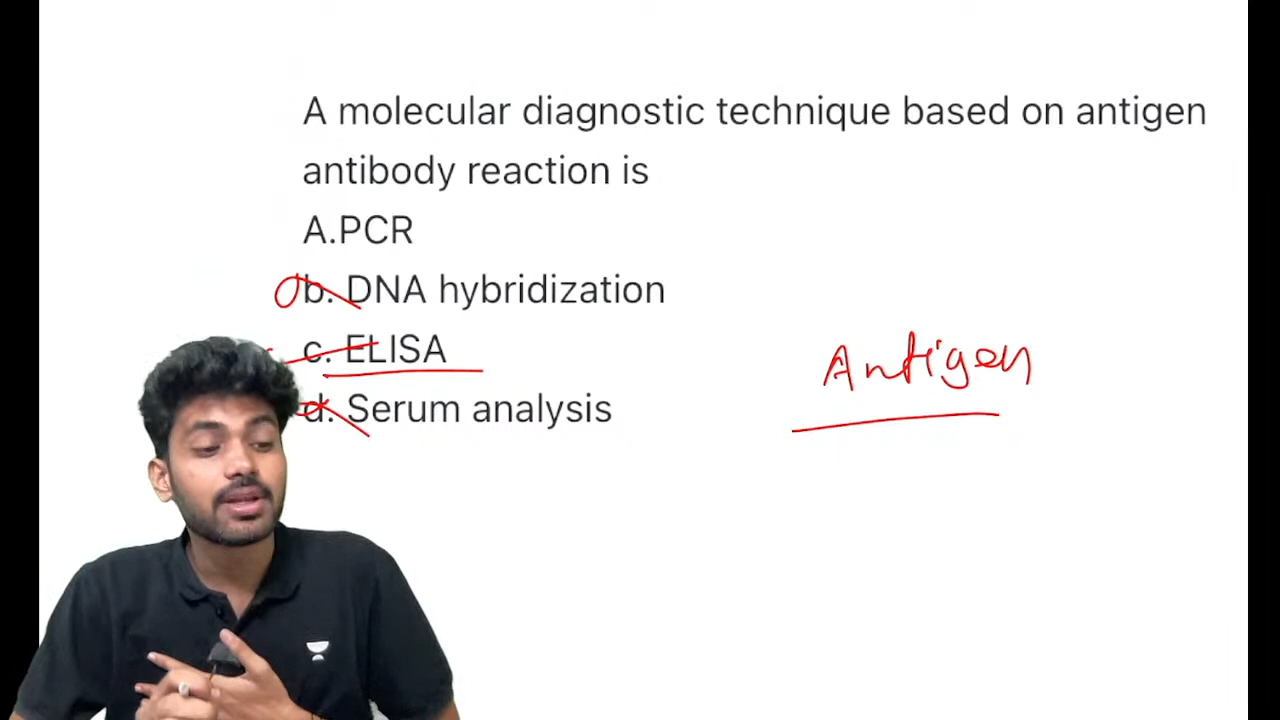 A molecular diagnostic technique based on antigen
antibody reaction is
A.PCR
b. DNA hybridization
c. ELISA
Antigen
d. Serum analysis